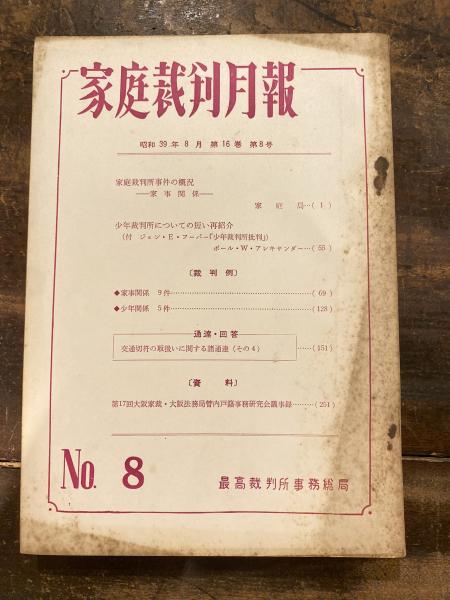 家庭裁判月報
昭和39年8月 第16巻 第8号
家庭裁判所事件の概況
――家事関係――
家庭局…( 1 )
少年裁判所についての短い再紹介
(付 ジョン・E・フーバー『少年裁判所批判』)
ポール・W・アレキサンダー…( 55 )
〔裁判例〕
◆家事関係 9件………………………………( 69 )
◆少年関係 5件………………………………( 128 )
通達・回答
交通切符の取扱いに関する諸通達(その4)…………( 151 )
〔資料〕
第17回大阪家裁・大阪法務局管内戸籍事務研究会議事録………( 251 )
No. 8
最高裁判所事務総局